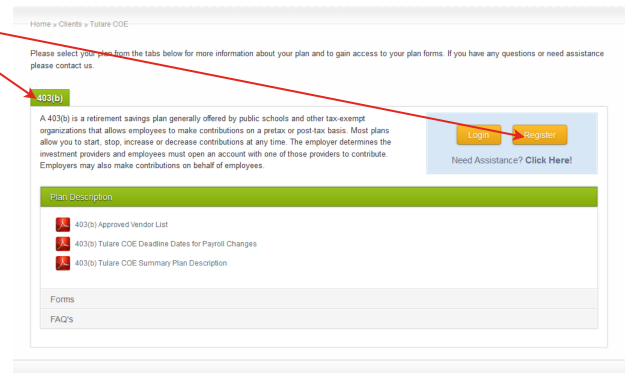 Home » Clients » Tulare COE
Please select your plan from the tabs below for more information about your plan and to gain access to your plan forms. If you have any questions or need assistance
please contact us.
403(b)
A 403(b) is a retirement savings plan generally offered by public schools and other tax-exempt
organizations that allows employees to make contributions on a pretax or post-tax basis. Most plans
allow you to start, stop, increase or decrease contributions at any time. The employer determines the
investment providers and employees must open an account with one of those providers to contribute.
Employers may also make contributions on behalf of employees.
Login Register
Need Assistance? Click Here!
Plan Description
403(b) Approved Vendor List
403(b) Tulare COE Deadline Dates for Payroll Changes
403(b) Tulare COE Summary Plan Description
Forms
FAQ's